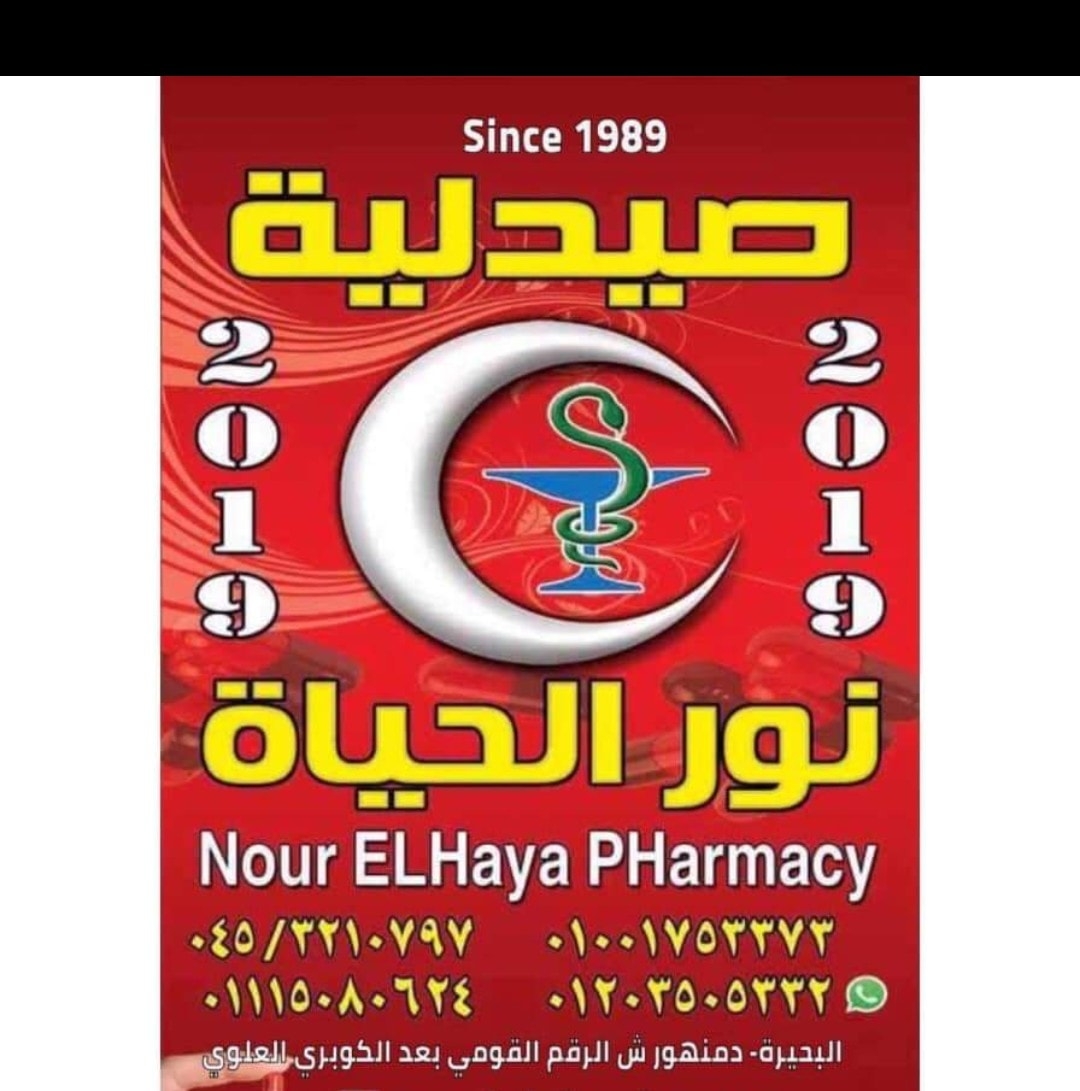 Since 1989
صيدلية
2019
2019
نور الحياة
Nour ELHaya PHarmacy
٠٤٥/٣٢١٠٧٩٧ ٠١٠٠١٧٥٣٣٧٣
٠١١١٥٠٨٠٦٢٤ ٠١٢٠٣٥٠٥٣٣٢
البحيرة- دمنهور ش الرقم القومي بعد الكوبري العلوي